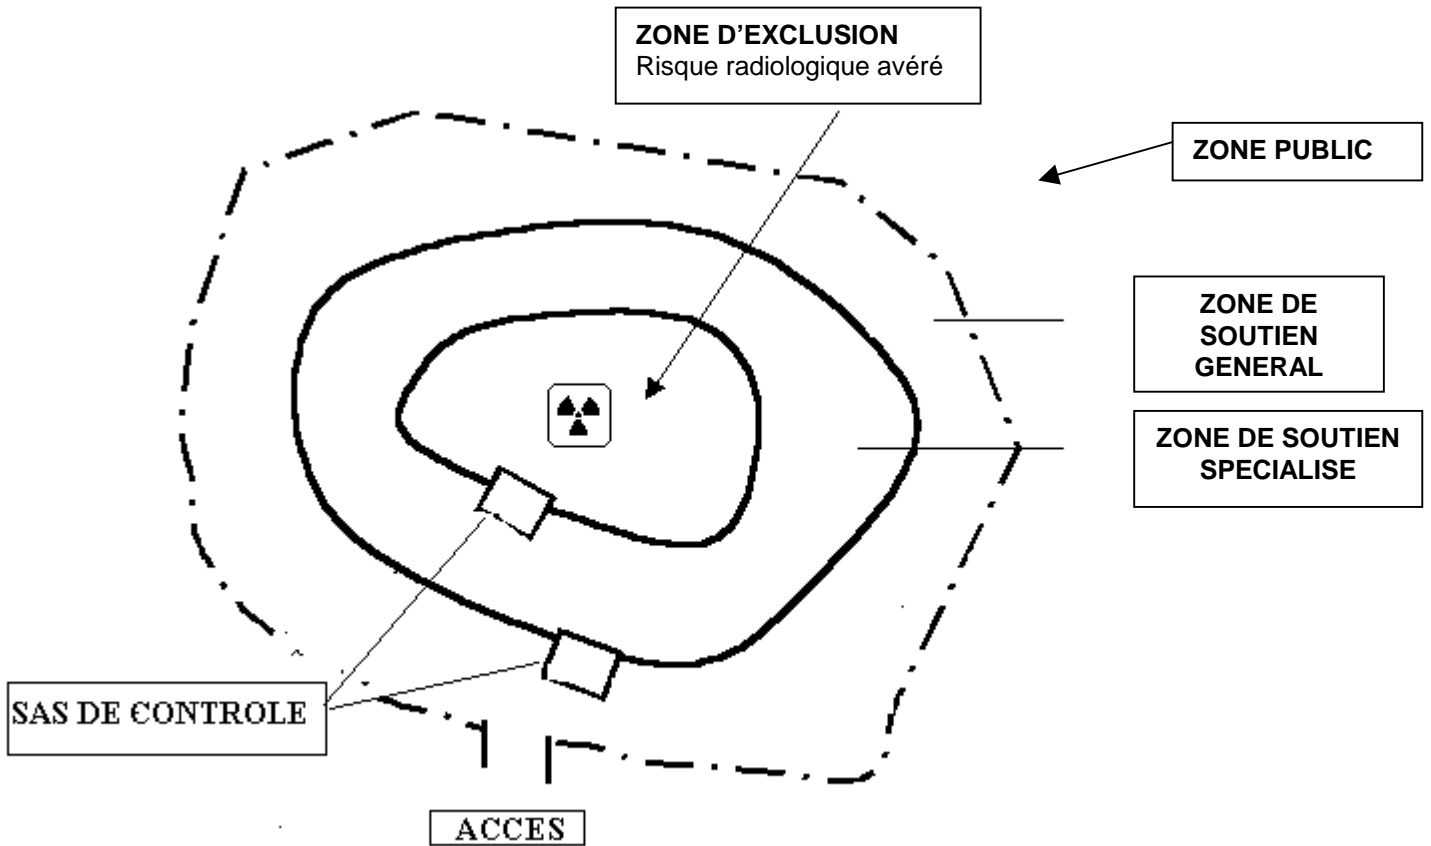 ZONE D’EXCLUSION
Risque radiologique avéré
ZONE PUBLIC
ZONE DE
SOUTIEN
GENERAL
ZONE DE SOUTIEN
SPECIALISE
SAS DE CONTROLE
ACCES